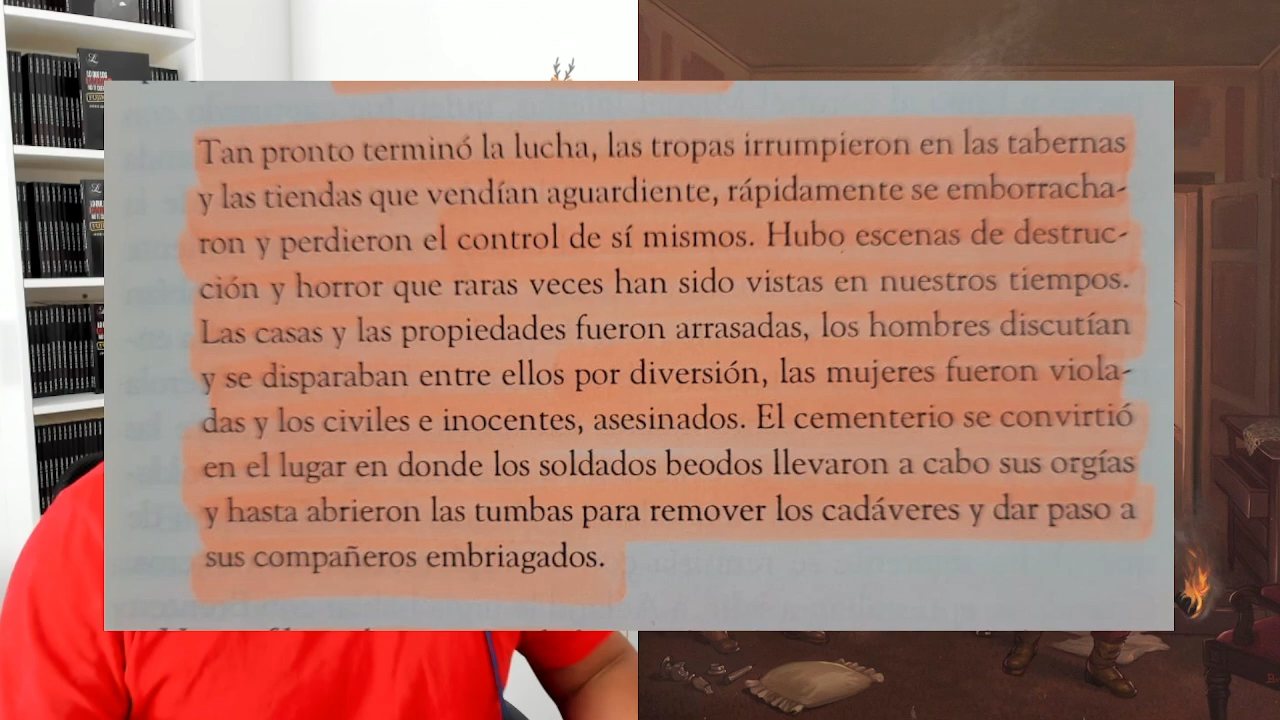 Tan pronto terminó la lucha, las tropas irrumpieron en las tabernas
y las tiendas que vendían aguardiente, rápidamente se emborracha-
ron y perdieron el control de sí mismos. Hubo escenas de destruc-
ción y horror que raras veces han sido vistas en nuestros tiempos.
Las casas y las propiedades fueron arrasadas, los hombres discutían
y se disparaban entre ellos por diversión, las mujeres fueron viola-
das y los civiles e inocentes, asesinados. El cementerio se convirtió
en el lugar en donde los soldados beodos llevaron a cabo sus orgías
y hasta abrieron las tumbas para remover los cadáveres y dar paso a
sus compañeros embriagados.